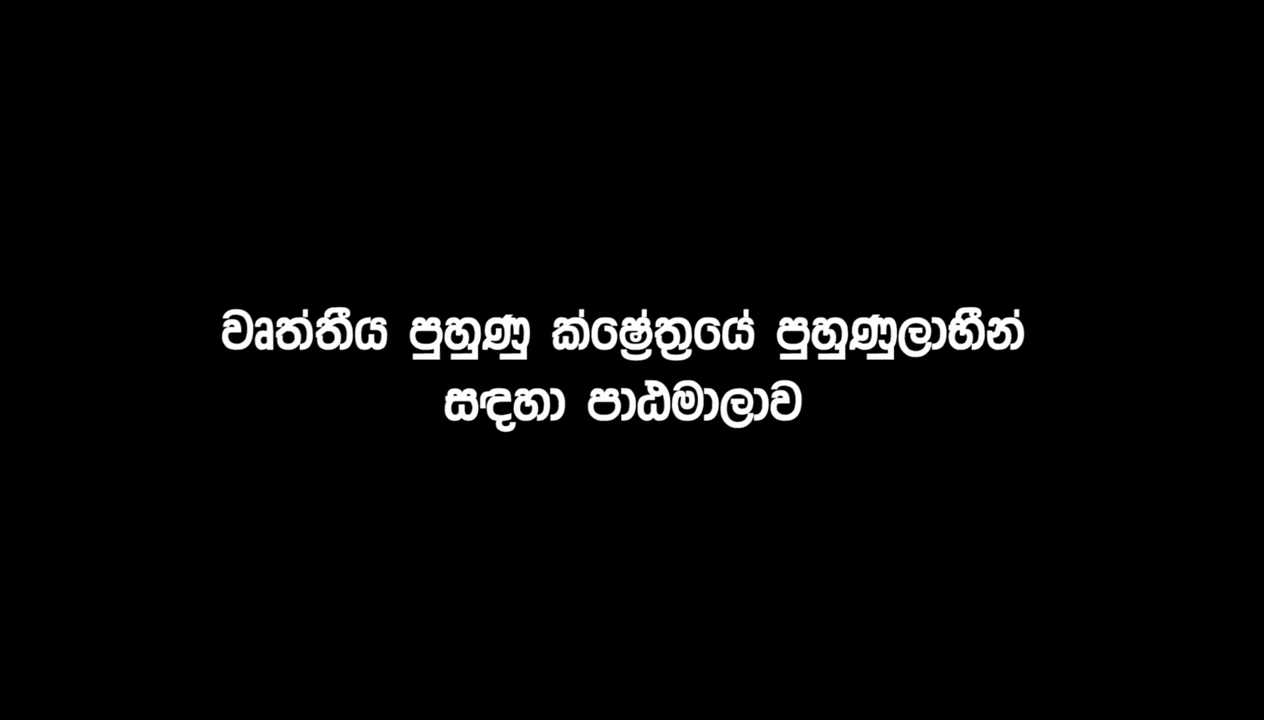 වෘත්තීය පුහුණු ක්ෂේත්‍රයේ පුහුණුලාභීන්
සඳහා පාඨමාලාව